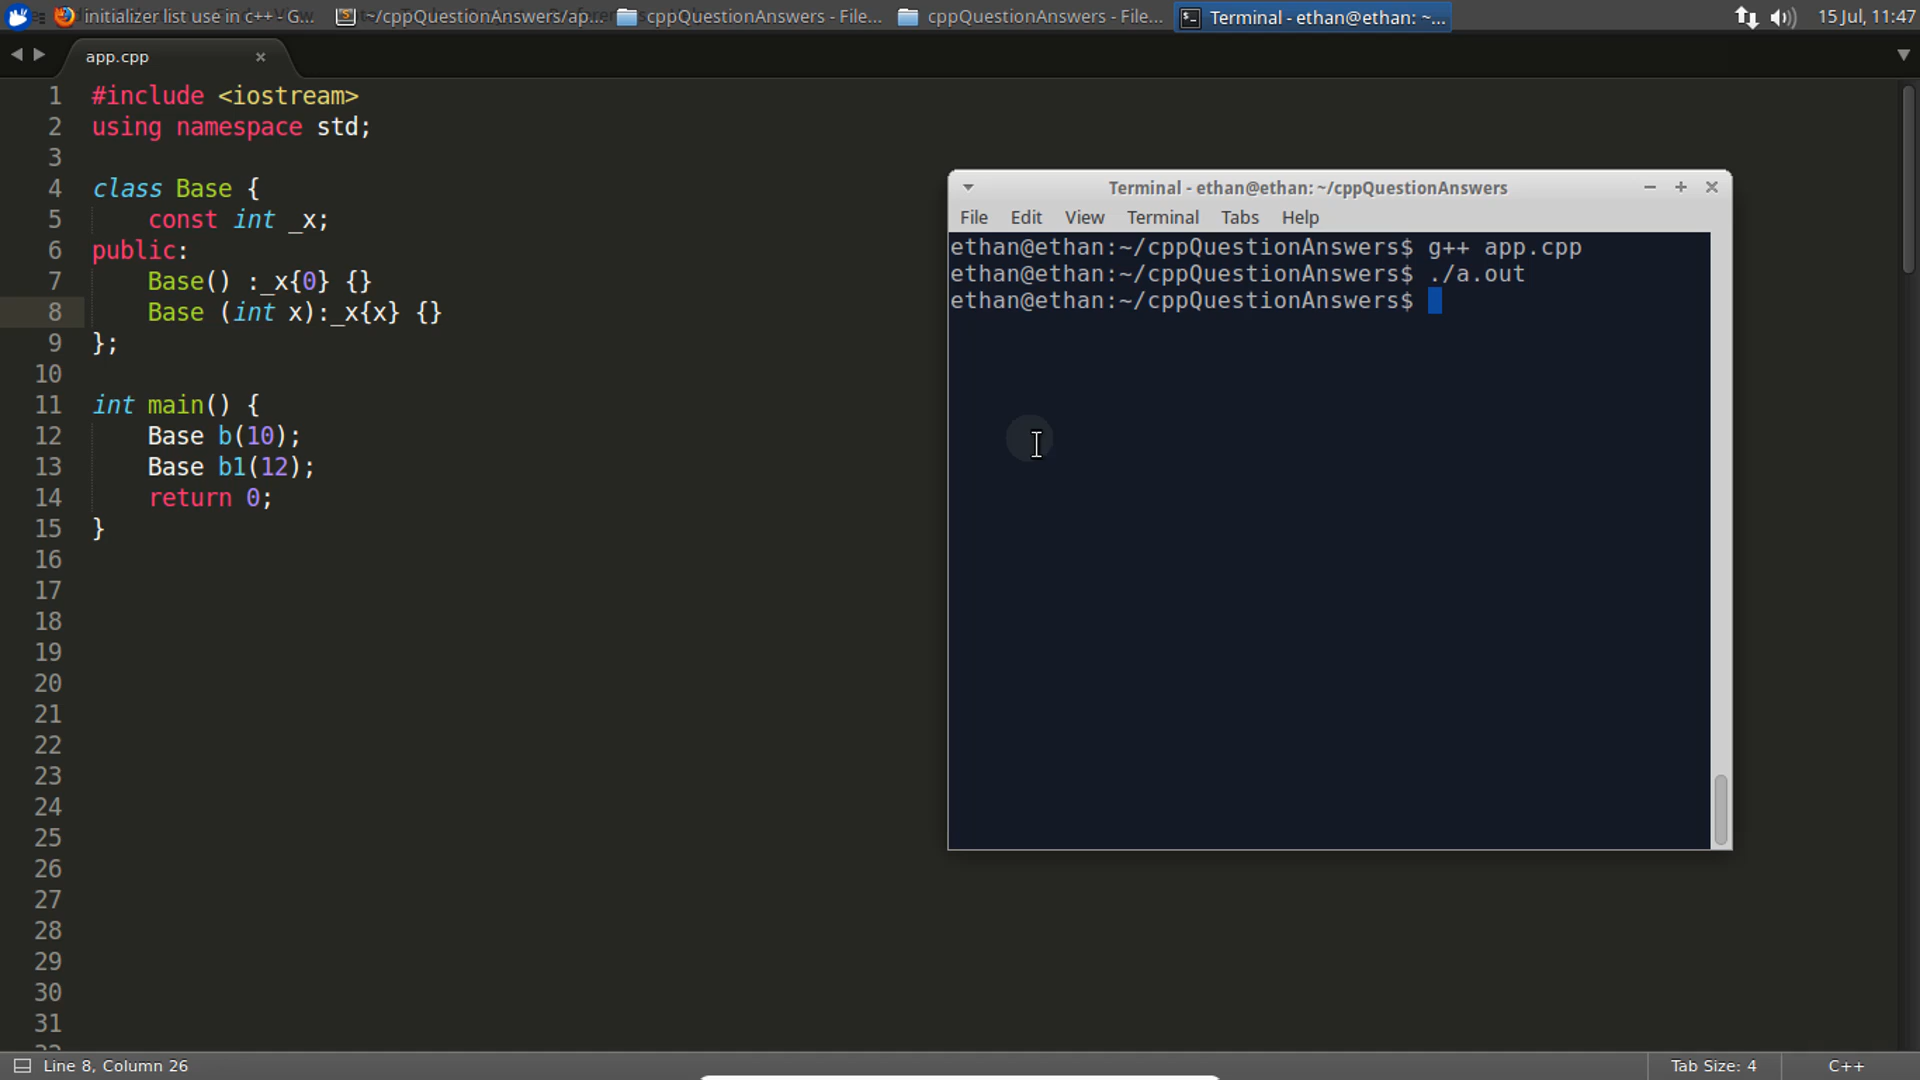 initializer list use in c++ - G...
~/cppQuestionAnswers/ap...
cppQuestionAnswers - File...
cppQuestionAnswers - File...
Terminal - ethan@ethan: ~...
15 Jul, 11:47
app.cpp
1 #include <iostream>
2 using namespace std;
3
4 class Base {
5     const int _x;
6 public:
7     Base() :_x{0} {}
8     Base (int x):_x{x} {}
9 };
10
11 int main() {
12     Base b(10);
13     Base b1(12);
14     return 0;
15 }
16
17
18
19
20
21
22
23
24
25
26
27
28
29
30
31
Terminal - ethan@ethan: ~/cppQuestionAnswers
File Edit View Terminal Tabs Help
ethan@ethan:~/cppQuestionAnswers$ g++ app.cpp
ethan@ethan:~/cppQuestionAnswers$ ./a.out
ethan@ethan:~/cppQuestionAnswers$
Line 8, Column 26
Tab Size: 4
C++